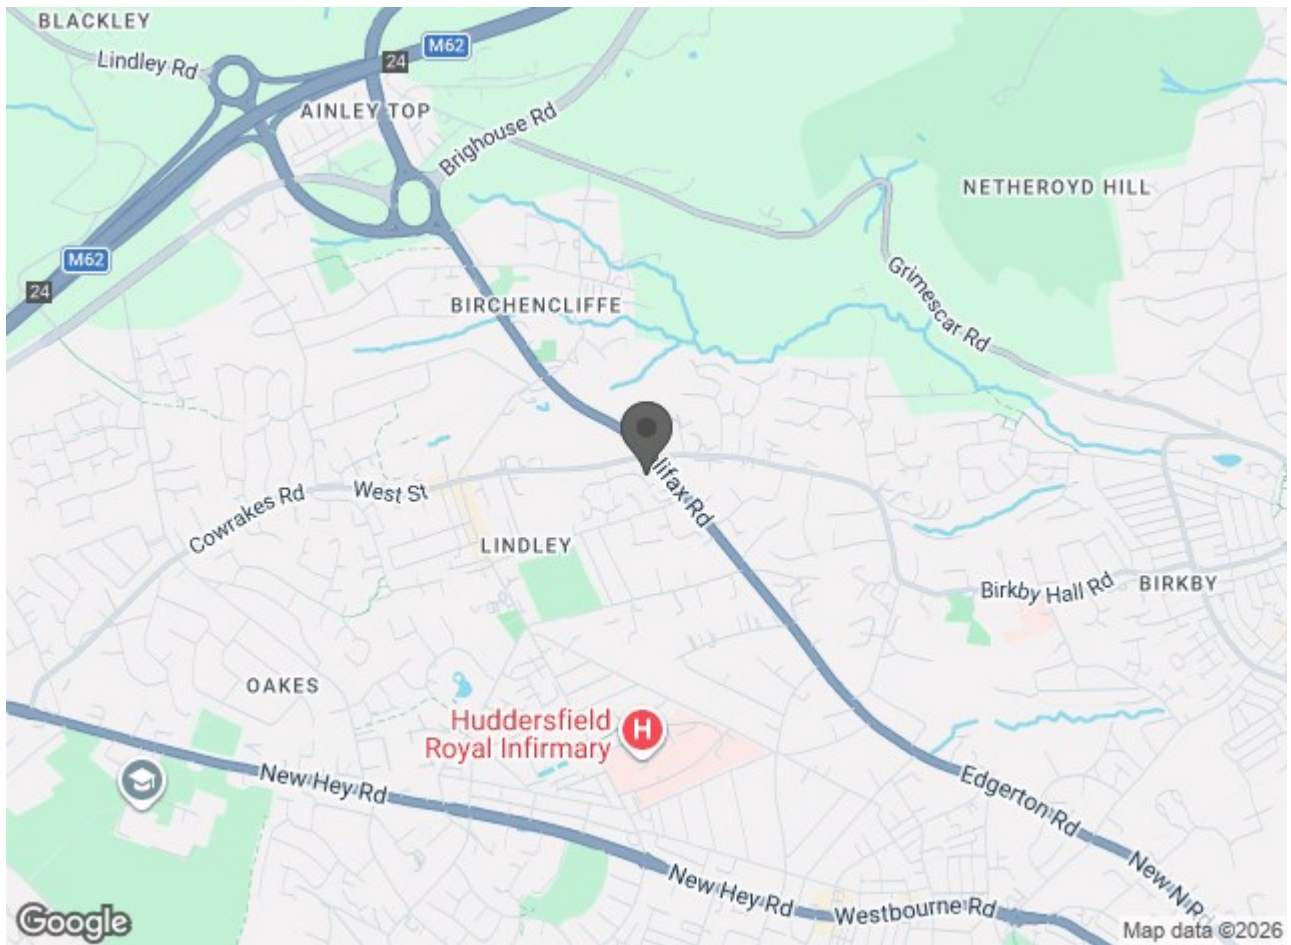 BLACKLEY
Lindley Rd
M62
24
AINLEY TOP
Brighouse Rd
NETHEROYD HILL
M62
24
Grimescar Rd
BIRCHENCLIFFE
lifax Rd
West St
Cowrakes Rd
LINDLEY
Birkby Hall Rd
BIRKBY
OAKES
Huddersfield
Royal Infirmary
H
New Hey Rd
Edgerton Rd
New Hey Rd
New N Rd
Westbourne Rd
Google
Map data ©2026